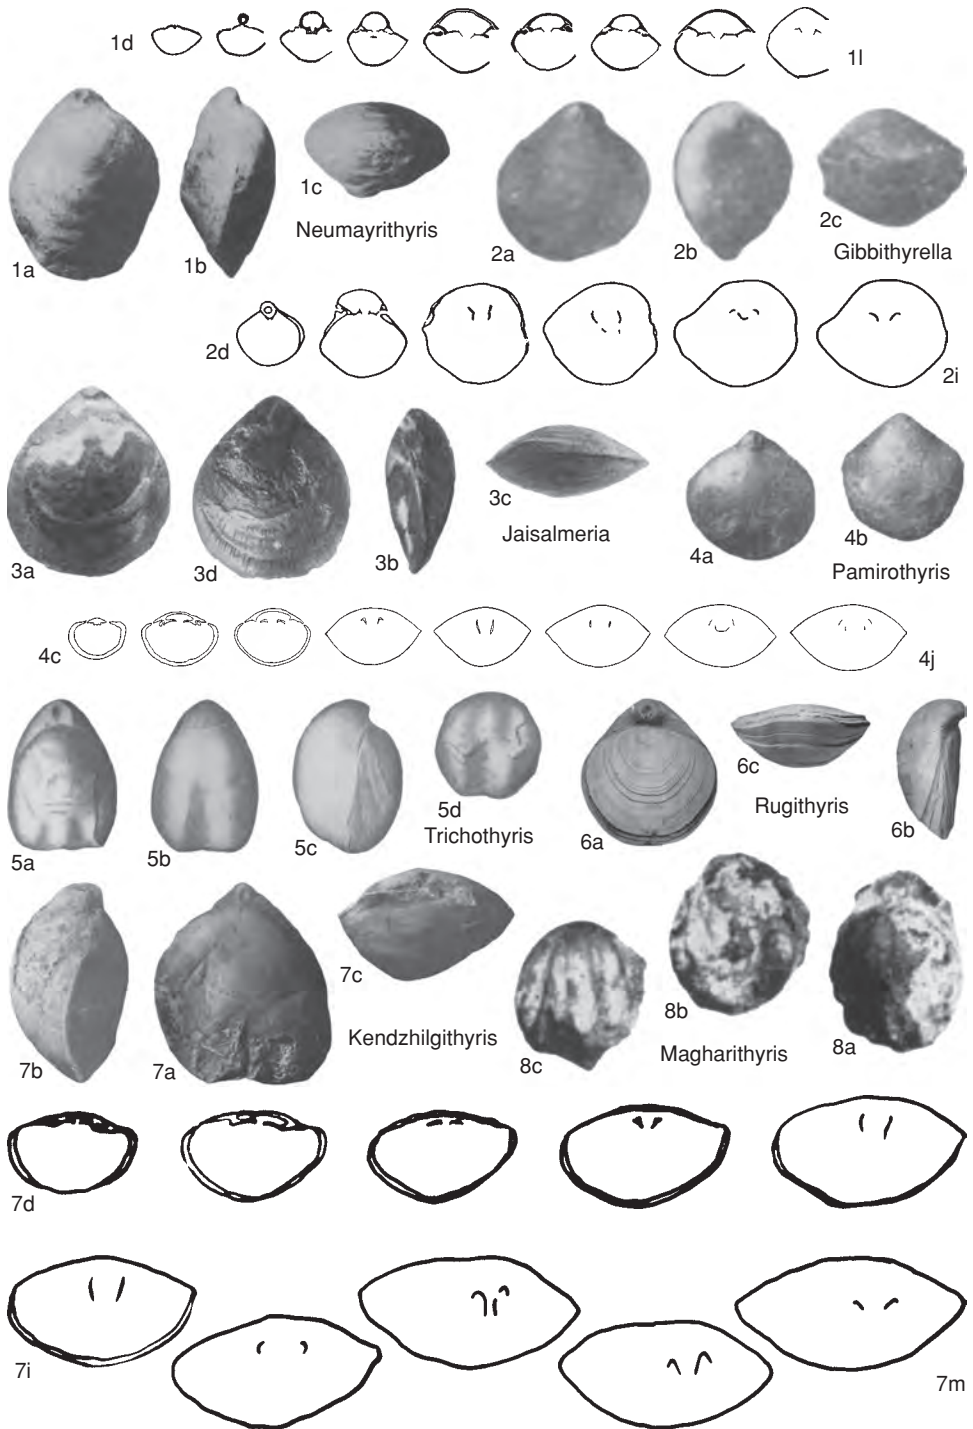 1d
1l
1a
1b
1c
Neumayrithyris
2a
2b
2c
Gibbithyrella
2d
2i
3a
3d
3b
3c
Jaisalmeria
4a
4b
Pamirothyris
4c
4j
5a
5b
5c
5d
Trichothyris
6a
6c
Rugithyris
6b
7b
7a
7c
Kendzhilgithyris
8c
8b
Magharithyris
8a
7d
7i
7m